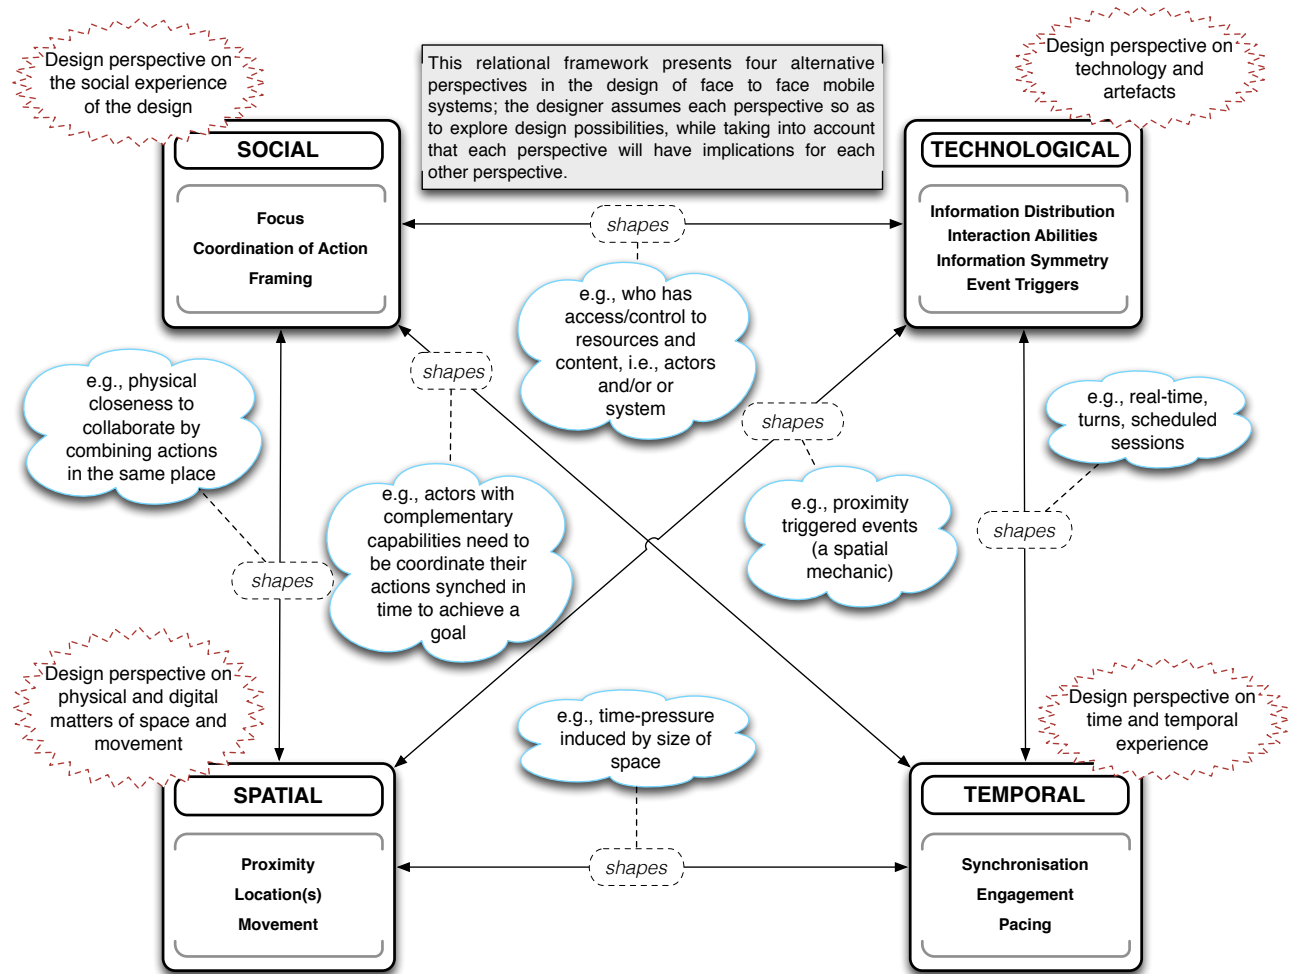 Design perspective on
the social experience
of the design
This relational framework presents four alternative
perspectives in the design of face to face mobile
systems; the designer assumes each perspective so as
to explore design possibilities, while taking into account
that each perspective will have implications for each
other perspective.
Design perspective on
technology and
artefacts
SOCIAL
Focus
Coordination of Action
Framing
TECHNOLOGICAL
Information Distribution
Interaction Abilities
Information Symmetry
Event Triggers
shapes
e.g., who has
access/control to
resources and
content, i.e., actors
and/or or
system
e.g., physical
closeness to
collaborate by
combining actions
in the same place
shapes
shapes
e.g., actors with
complementary
capabilities need to
be coordinate their
actions synched in
time to achieve a
goal
shapes
e.g., proximity
triggered events
(a spatial
mechanic)
e.g., real-time,
turns, scheduled
sessions
shapes
Design perspective on
physical and digital
matters of space and
movement
e.g., time-pressure
induced by size of
space
Design perspective on
time and temporal
experience
SPATIAL
Proximity
Location(s)
Movement
shapes
TEMPORAL
Synchronisation
Engagement
Pacing